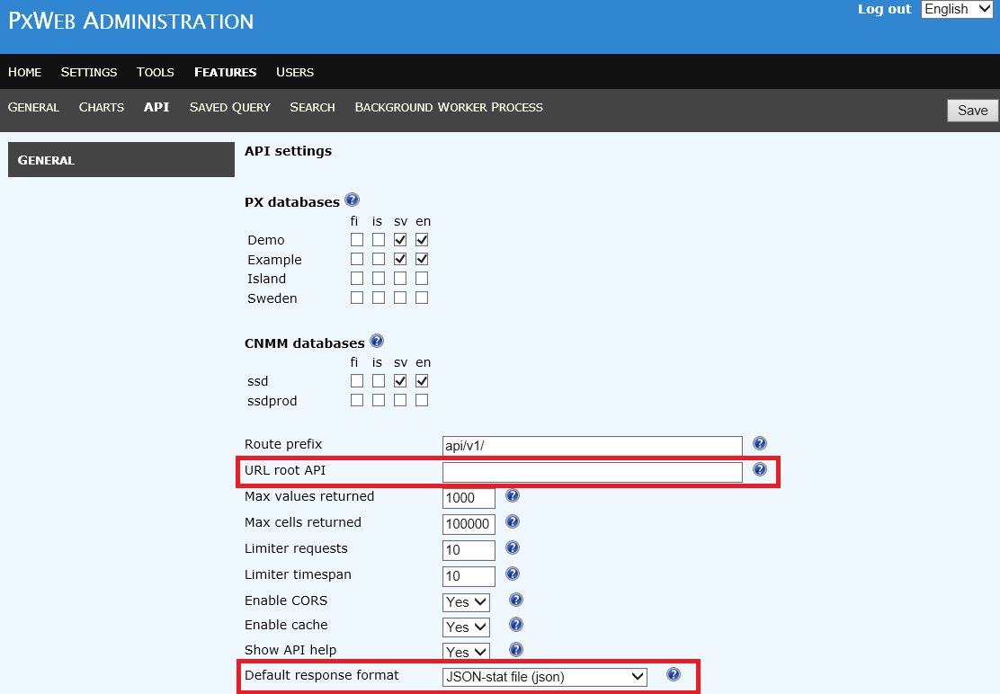 PxWeb Administration
Log out English
Home Settings Tools Features Users
General Charts API Saved Query Search Background Worker Process
Save
General
API settings
PX databases ?
fi is sv en
Demo
Example
Island
Sweden
CNMM databases ?
fi is sv en
ssd
ssdprod
Route prefix api/v1/ ?
URL root API ?
Max values returned 1000 ?
Max cells returned 100000 ?
Limiter requests 10 ?
Limiter timespan 10 ?
Enable CORS Yes ?
Enable cache Yes ?
Show API help Yes ?
Default response format JSON-stat file (json) ?